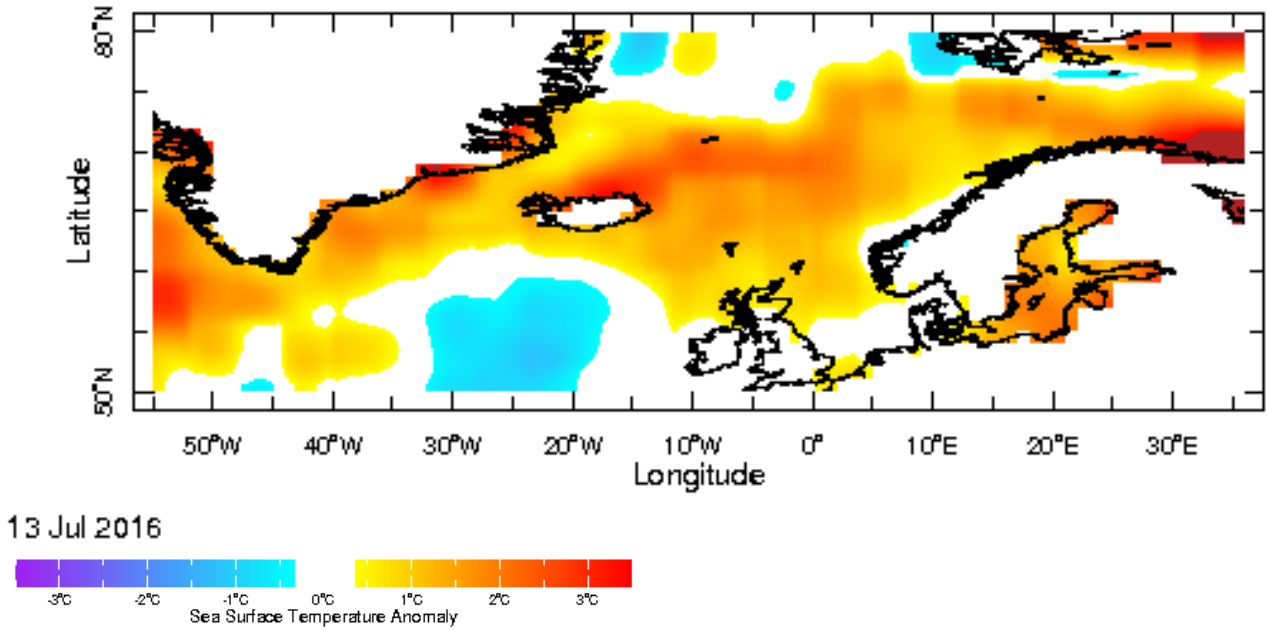 80°N
Latitude
50°N
50°W 40°W 30°W 20°W 10°W 0° 10°E 20°E 30°E
Longitude
13 Jul 2016
-3°C -2°C -1°C 0°C 1°C 2°C 3°C
Sea Surface Temperature Anomaly